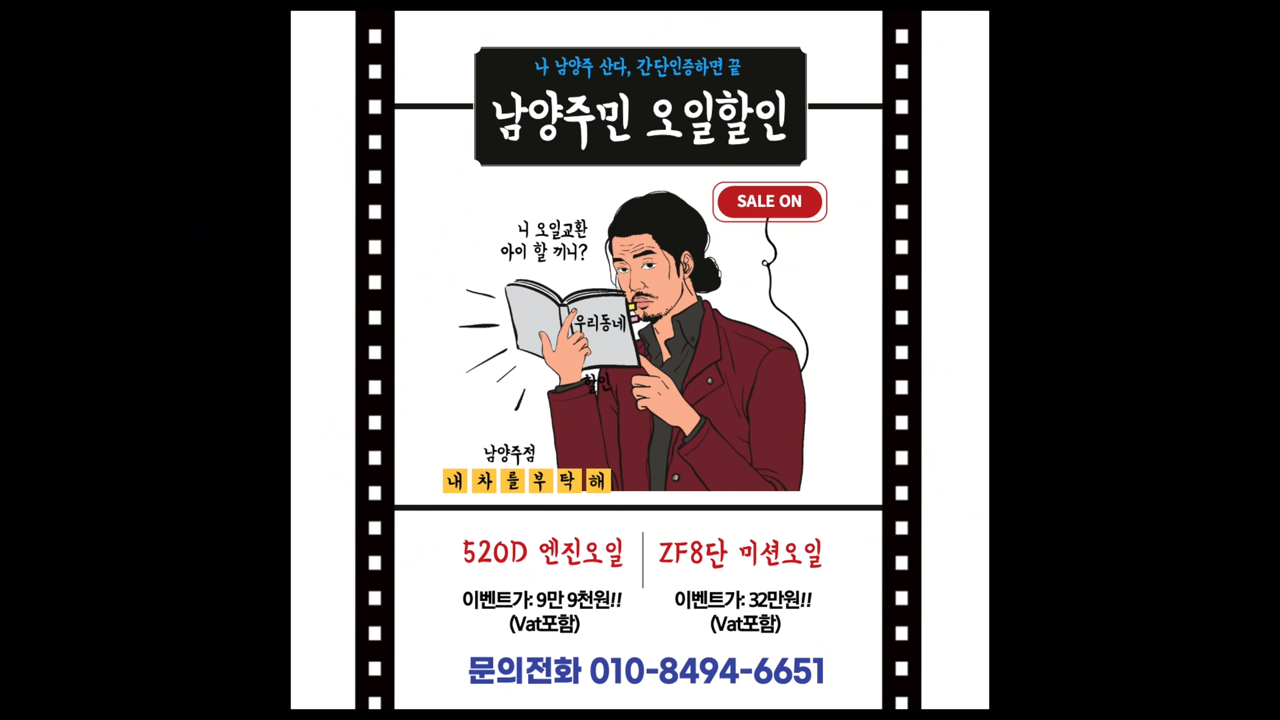 나 남양주 산다, 간단인증하면 끝
남양주민 오일할인
SALE ON
니 오일교환
아이 할 끼니?
우리동네
할인
남양주점
내차를부탁해
520D 엔진오일
이벤트가: 9만 9천원!!
(Vat포함)
ZF8단 미션오일
이벤트가: 32만원!!
(Vat포함)
문의전화 010-8494-6651